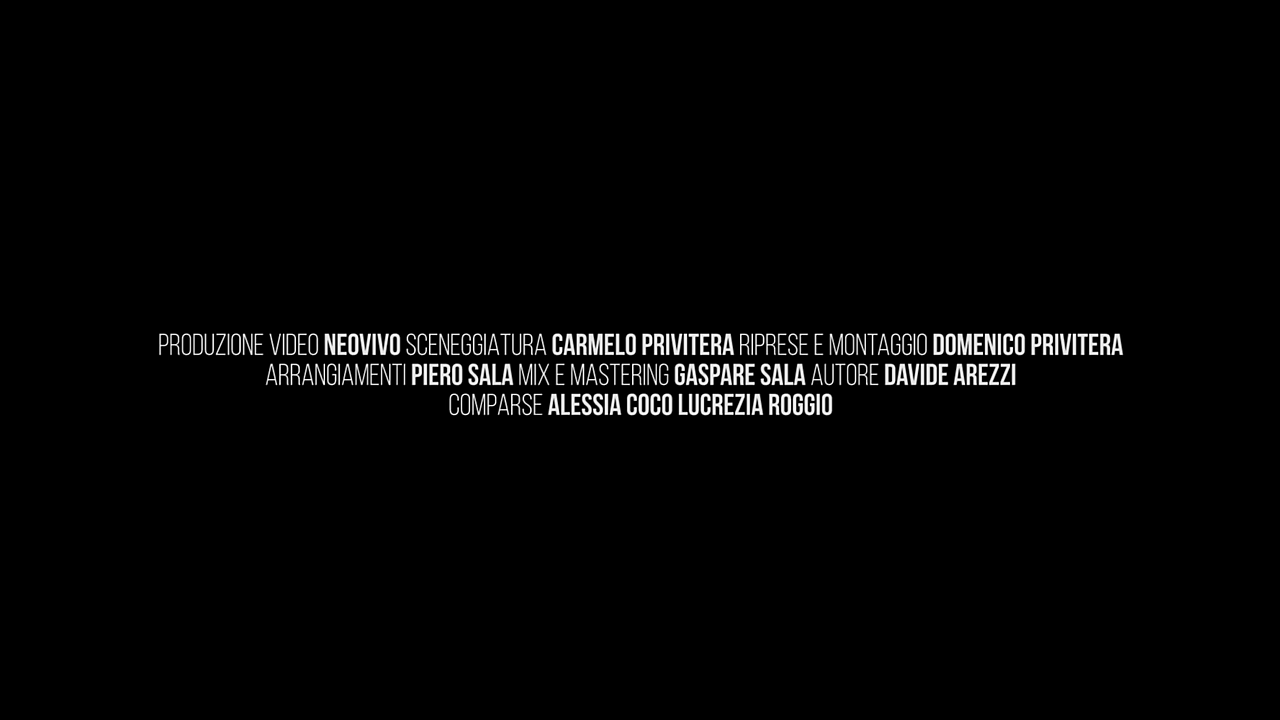 PRODUZIONE VIDEO NEOVIVO SCENEGGIATURA CARMELO PRIVITERA RIPRESE E MONTAGGIO DOMENICO PRIVITERA
ARRANGIAMENTI PIERO SALA MIX E MASTERING GASPARE SALA AUTORE DAVIDE AREZZI
COMPARSE ALESSIA COCO LUCREZIA ROGGIO